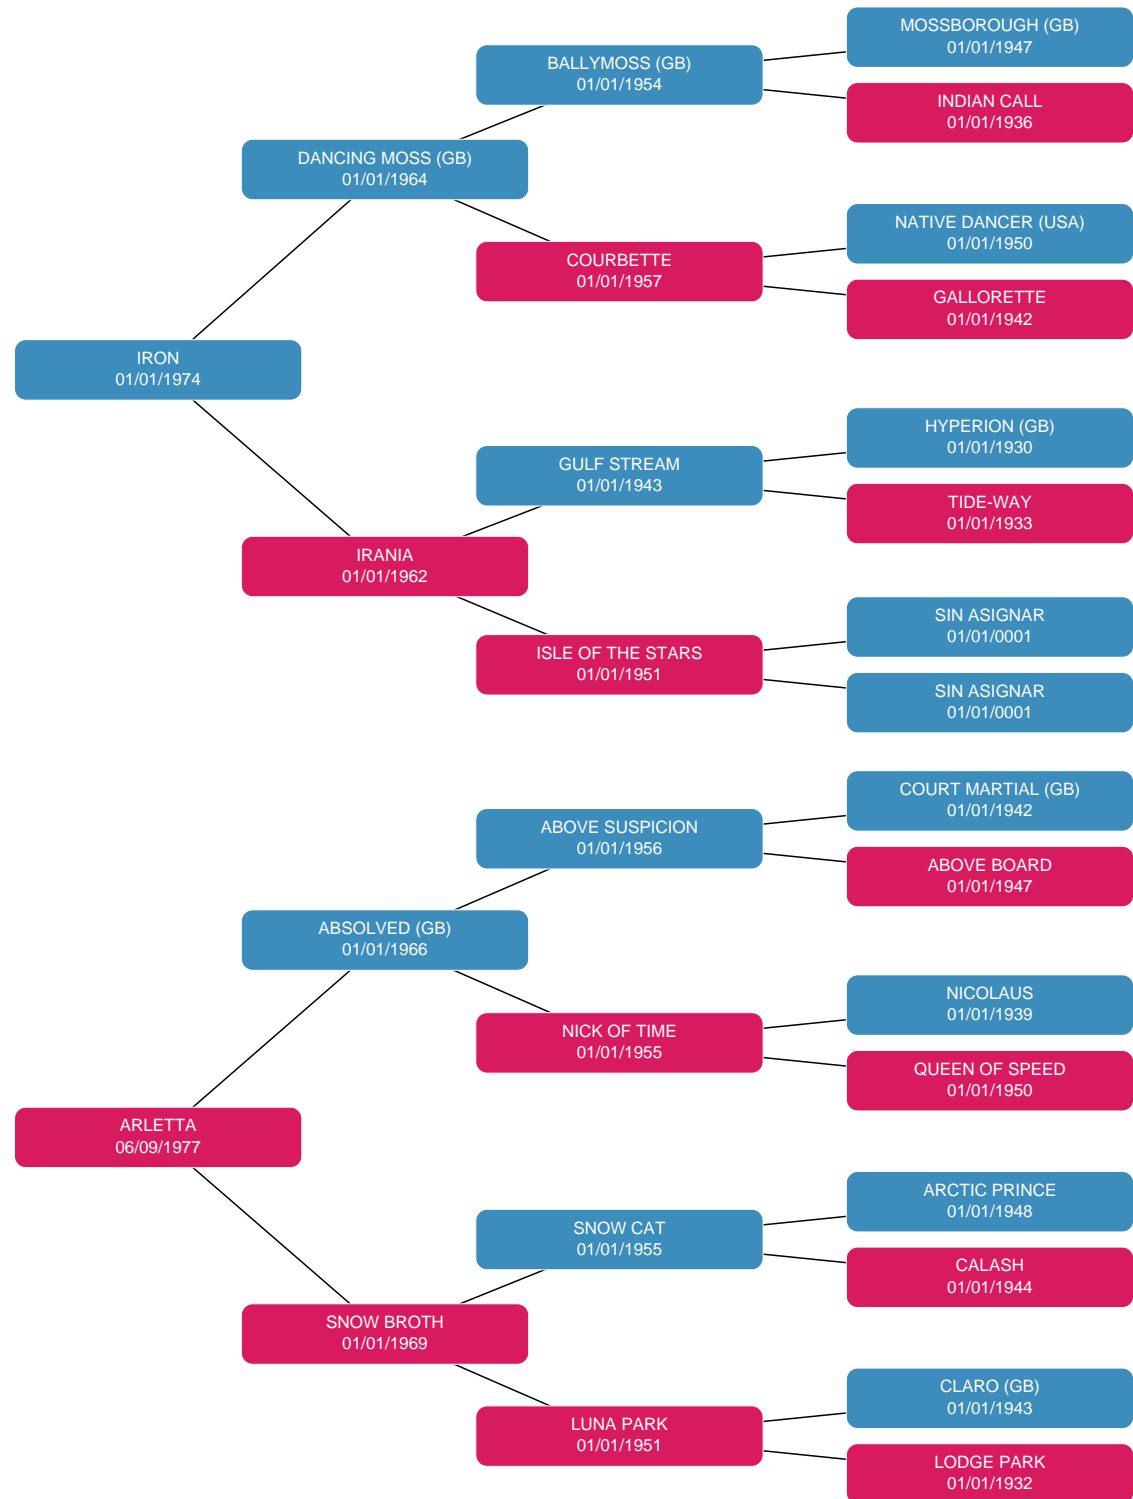 MOSSBOROUGH (GB)
01/01/1947
BALLYMOSS (GB)
01/01/1954
INDIAN CALL
01/01/1936
DANCING MOSS (GB)
01/01/1964
NATIVE DANCER (USA)
01/01/1950
COURBETTE
01/01/1957
GALLORETTE
01/01/1942
IRON
01/01/1974
HYPERION (GB)
01/01/1930
GULF STREAM
01/01/1943
TIDE-WAY
01/01/1933
IRANIA
01/01/1962
SIN ASIGNAR
01/01/0001
ISLE OF THE STARS
01/01/1951
SIN ASIGNAR
01/01/0001
COURT MARTIAL (GB)
01/01/1942
ABOVE SUSPICION
01/01/1956
ABOVE BOARD
01/01/1947
ABSOLVED (GB)
01/01/1966
NICOLAUS
01/01/1939
NICK OF TIME
01/01/1955
QUEEN OF SPEED
01/01/1950
ARLETTA
06/09/1977
ARCTIC PRINCE
01/01/1948
SNOW CAT
01/01/1955
CALASH
01/01/1944
SNOW BROTH
01/01/1969
CLARO (GB)
01/01/1943
LUNA PARK
01/01/1951
LODGE PARK
01/01/1932